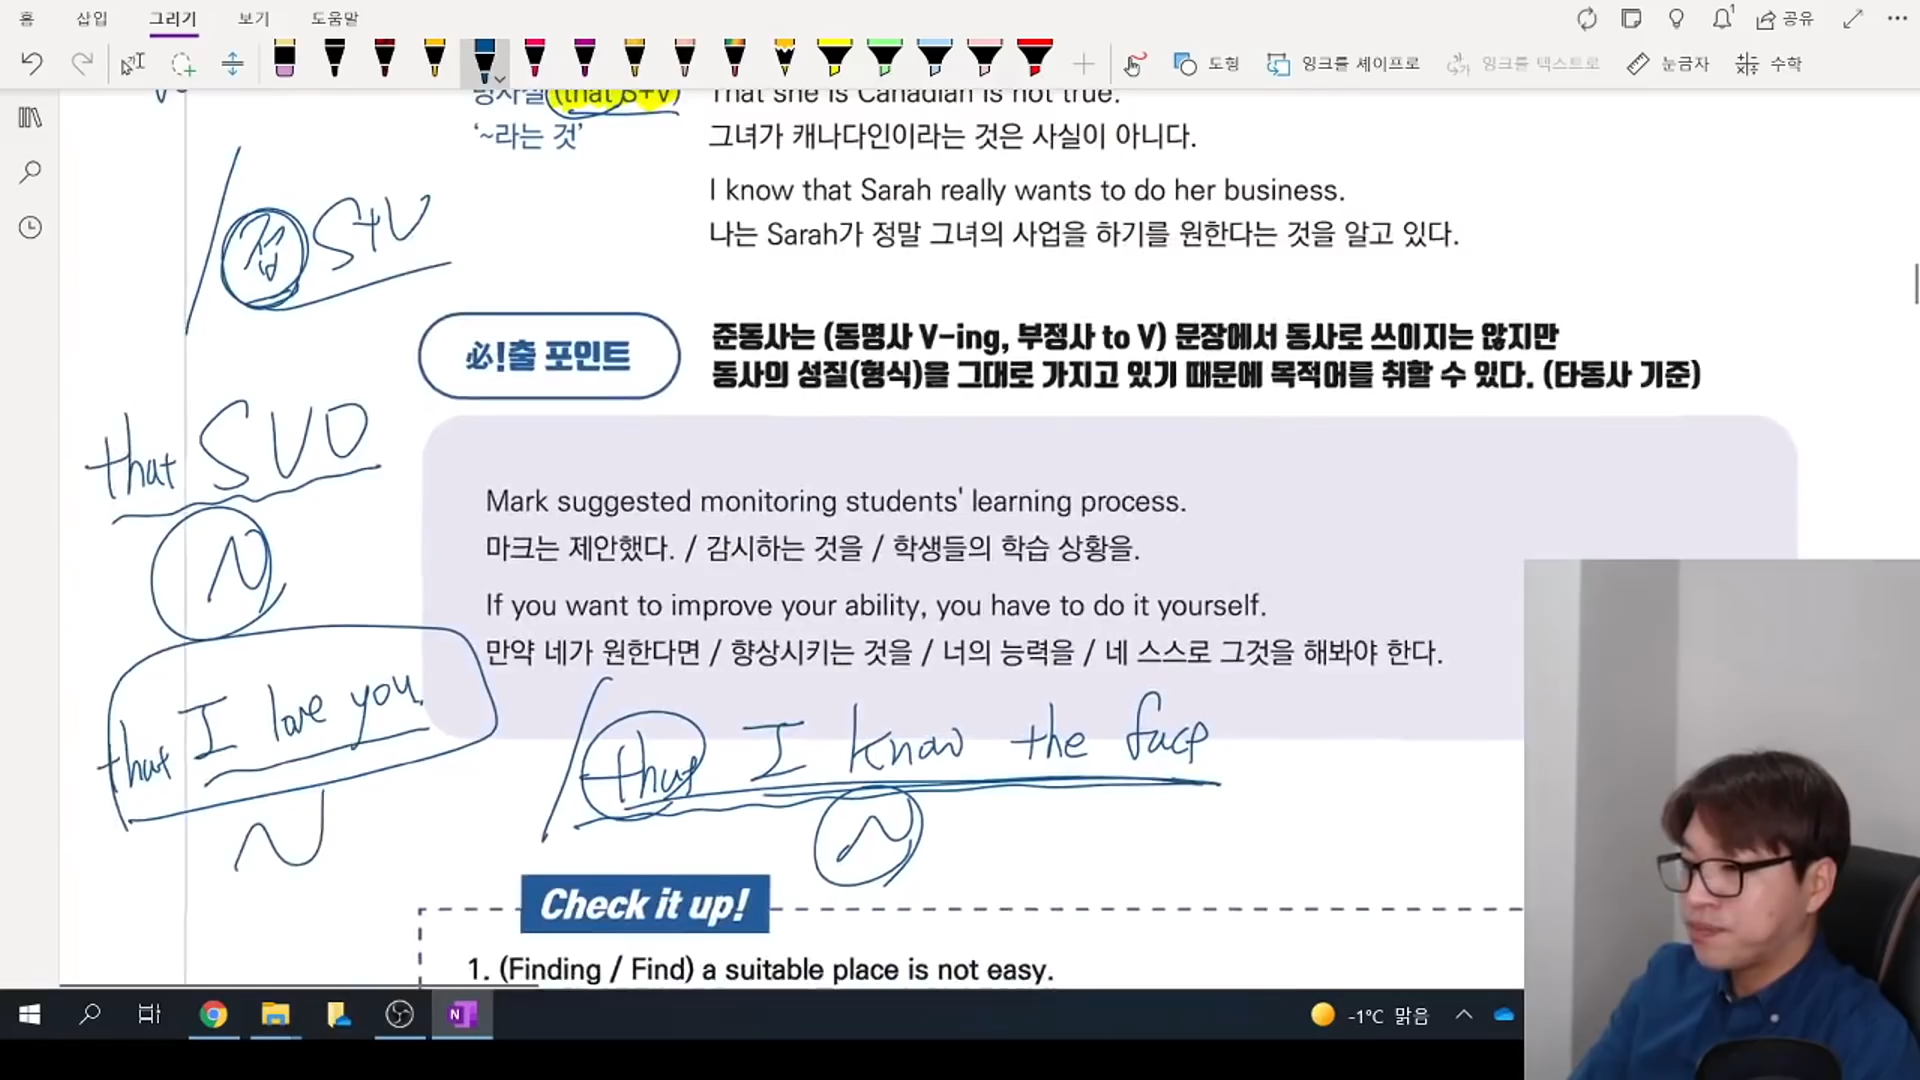 홈 삽입 그리기 보기 도움말
1 공유
도형 잉크를 셰이프로 잉크를 텍스트로 눈금자 수학
명사절 (that S+V) That she is Canadian is not true.
'~라는 것' 그녀가 캐나다인이라는 것은 사실이 아니다.
I know that Sarah really wants to do her business.
나는 Sarah가 정말 그녀의 사업을 하기를 원한다는 것을 알고 있다.
접 S+V
必!출 포인트
준동사는 (동명사 V-ing, 부정사 to V) 문장에서 동사로 쓰이지는 않지만
동사의 성질(형식)을 그대로 가지고 있기 때문에 목적어를 취할 수 있다. (타동사 기준)
that S V O
N
Mark suggested monitoring students' learning process.
마크는 제안했다. / 감시하는 것을 / 학생들의 학습 상황을.
If you want to improve your ability, you have to do it yourself.
만약 네가 원한다면 / 향상시키는 것을 / 너의 능력을 / 네 스스로 그것을 해봐야 한다.
that I love you.
N
that I know the face
N
Check it up!
1. (Finding / Find) a suitable place is not easy.
-1°C 맑음